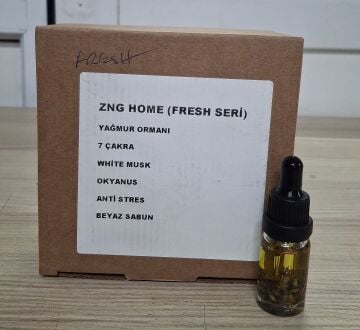 FRESH
ZNG HOME (FRESH SERİ)
YAĞMUR ORMANI
7 ÇAKRA
WHİTE MUSK
OKYANUS
ANTİ STRES
BEYAZ SABUN